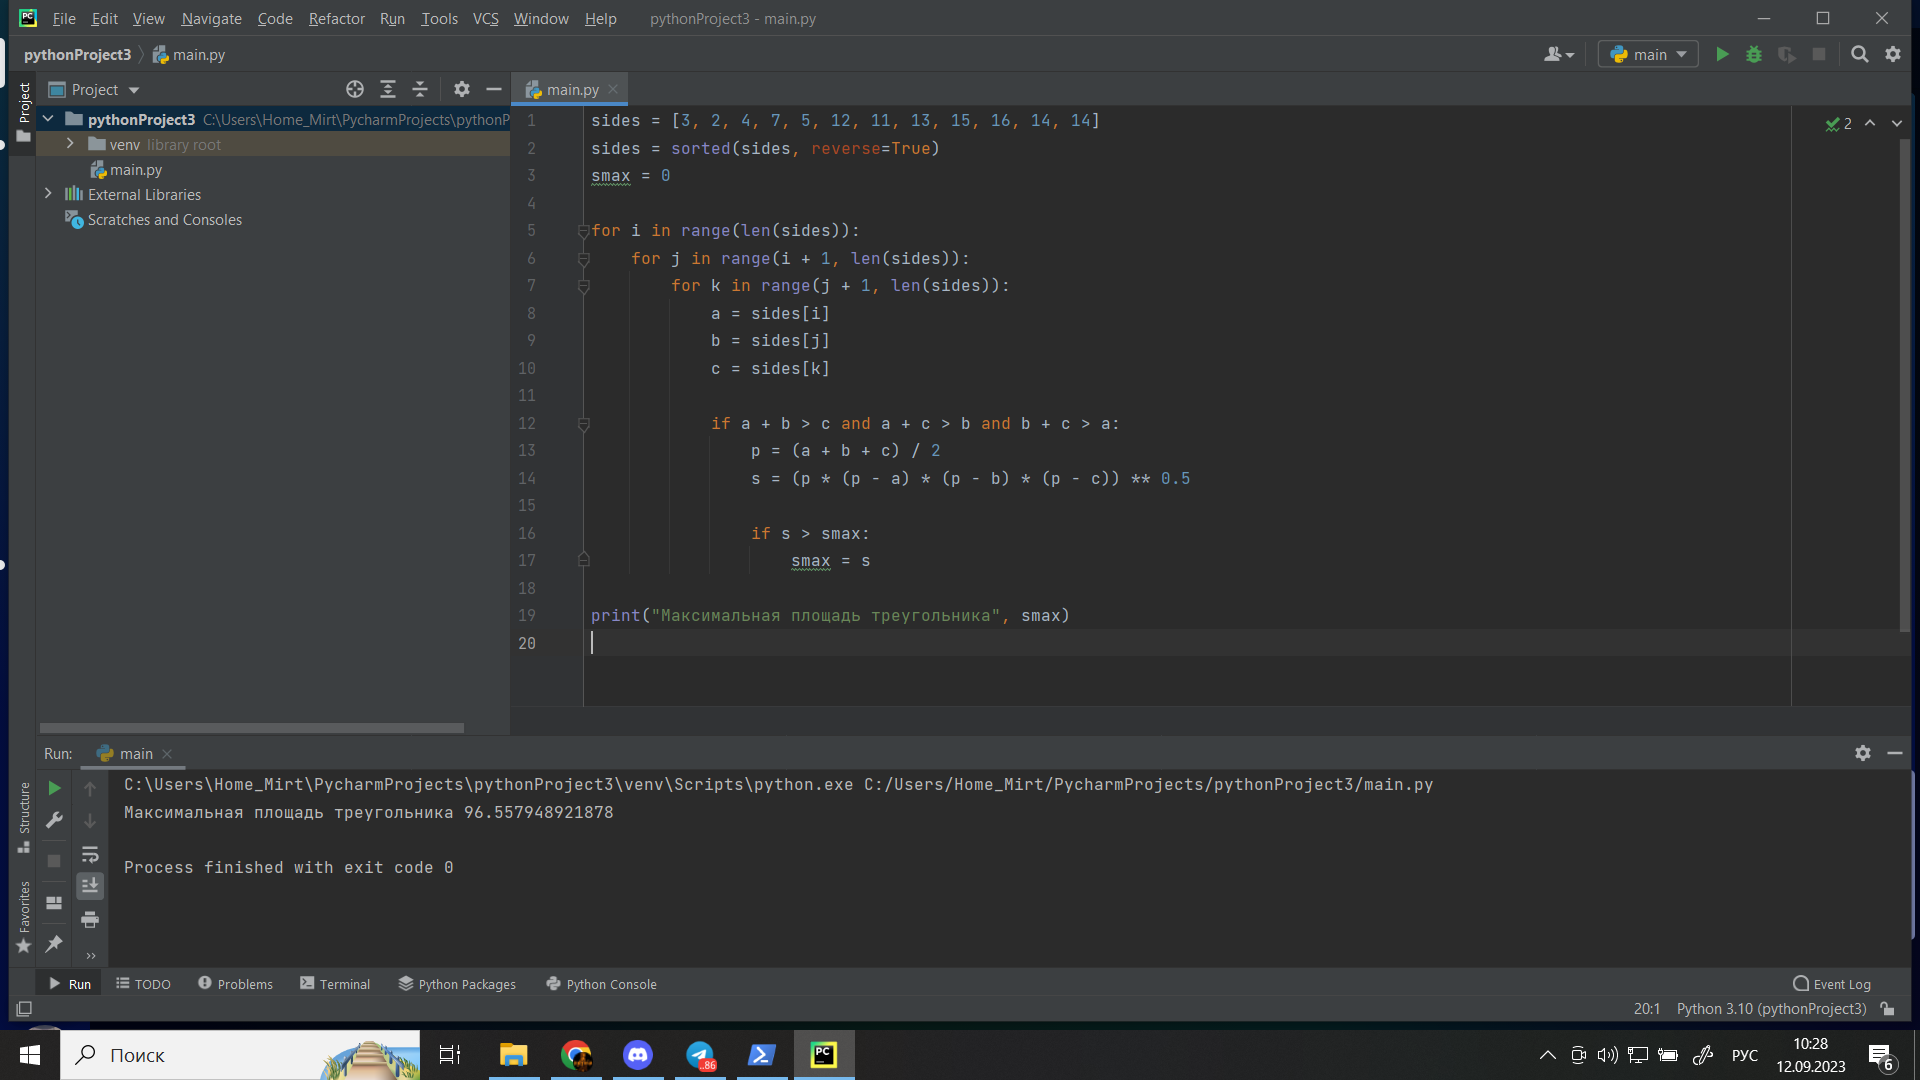 File Edit View Navigate Code Refactor Run Tools VCS Window Help pythonProject3 - main.py
pythonProject3 main.py main
Project
Project main.py
pythonProject3 C:\Users\Home_Mirt\PycharmProjects\pythonP
venv library root
main.py
External Libraries
Scratches and Consoles
1 sides = [3, 2, 4, 7, 5, 12, 11, 13, 15, 16, 14, 14]
2 sides = sorted(sides, reverse=True)
3 smax = 0
4
5 for i in range(len(sides)):
6 for j in range(i + 1, len(sides)):
7 for k in range(j + 1, len(sides)):
8 a = sides[i]
9 b = sides[j]
10 c = sides[k]
11
12 if a + b > c and a + c > b and b + c > a:
13 p = (a + b + c) / 2
14 s = (p * (p - a) * (p - b) * (p - c)) ** 0.5
15
16 if s > smax:
17 smax = s
18
19 print("Максимальная площадь треугольника", smax)
20
2
Run: main
C:\Users\Home_Mirt\PycharmProjects\pythonProject3\venv\Scripts\python.exe C:/Users/Home_Mirt/PycharmProjects/pythonProject3/main.py
Максимальная площадь треугольника 96.557948921878
Process finished with exit code 0
Structure
Favorites
Run TODO Problems Terminal Python Packages Python Console Event Log
20:1 Python 3.10 (pythonProject3)
Поиск
..86
PC
РУС
10:28
12.09.2023
6